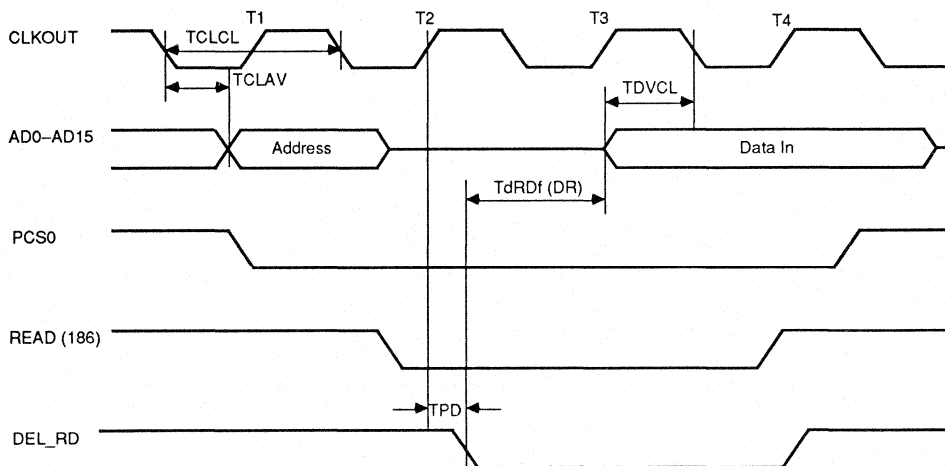 T1 T2 T3 T4
CLKOUT
TCLCL
TCLAV
TDVCL
AD0–AD15
Address
Data In
TdRDf (DR)
PCS0
READ (186)
TPD
DEL_RD